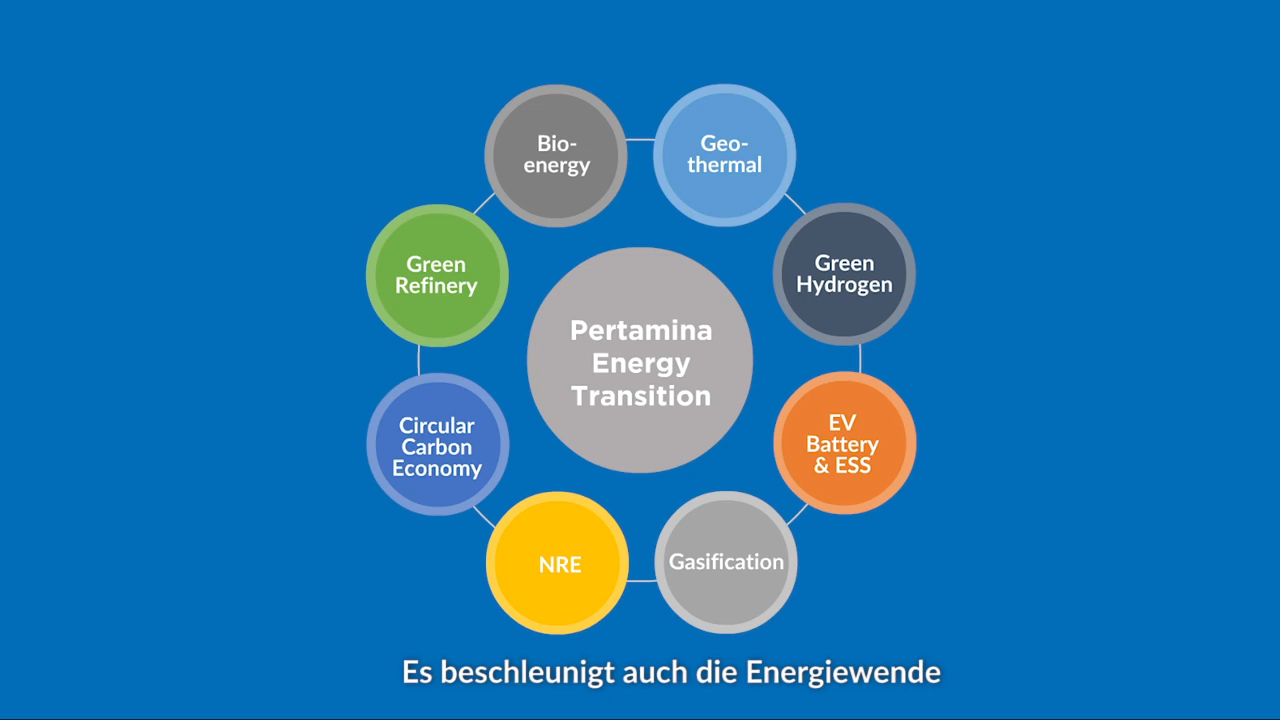 Bio-
energy
Geo-
thermal
Green
Refinery
Green
Hydrogen
Pertamina
Energy
Transition
Circular
Carbon
Economy
EV
Battery
& ESS
NRE
Gasification
Es beschleunigt auch die Energiewende